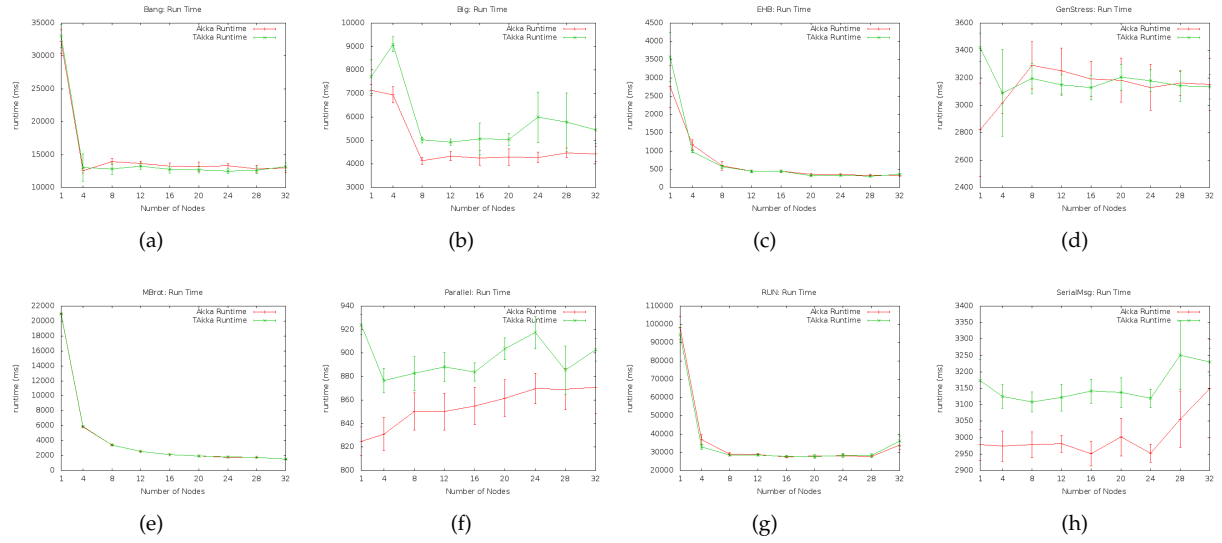 Bang: Run Time
35000
30000
25000
20000
15000
10000
runtime (ms)
Akka Runtime
TAkka Runtime
1 4 8 12 16 20 24 28 32
Number of Nodes
(a)
Big: Run Time
10000
9000
8000
7000
6000
5000
4000
3000
runtime (ms)
Akka Runtime
TAkka Runtime
1 4 8 12 16 20 24 28 32
Number of Nodes
(b)
EHB: Run Time
4500
4000
3500
3000
2500
2000
1500
1000
500
0
runtime (ms)
Akka Runtime
TAkka Runtime
1 4 8 12 16 20 24 28 32
Number of Nodes
(c)
GenStress: Run Time
3600
3400
3200
3000
2800
2600
2400
runtime (ms)
Akka Runtime
TAkka Runtime
1 4 8 12 16 20 24 28 32
Number of Nodes
(d)
MBrot: Run Time
22000
20000
18000
16000
14000
12000
10000
8000
6000
4000
2000
0
runtime (ms)
Akka Runtime
TAkka Runtime
1 4 8 12 16 20 24 28 32
Number of Nodes
(e)
Parallel: Run Time
940
920
900
880
860
840
820
800
runtime (ms)
Akka Runtime
TAkka Runtime
1 4 8 12 16 20 24 28 32
Number of Nodes
(f)
RUN: Run Time
110000
100000
90000
80000
70000
60000
50000
40000
30000
20000
runtime (ms)
Akka Runtime
TAkka Runtime
1 4 8 12 16 20 24 28 32
Number of Nodes
(g)
SerialMsg: Run Time
3400
3350
3300
3250
3200
3150
3100
3050
3000
2950
2900
runtime (ms)
Akka Runtime
TAkka Runtime
1 4 8 12 16 20 24 28 32
Number of Nodes
(h)